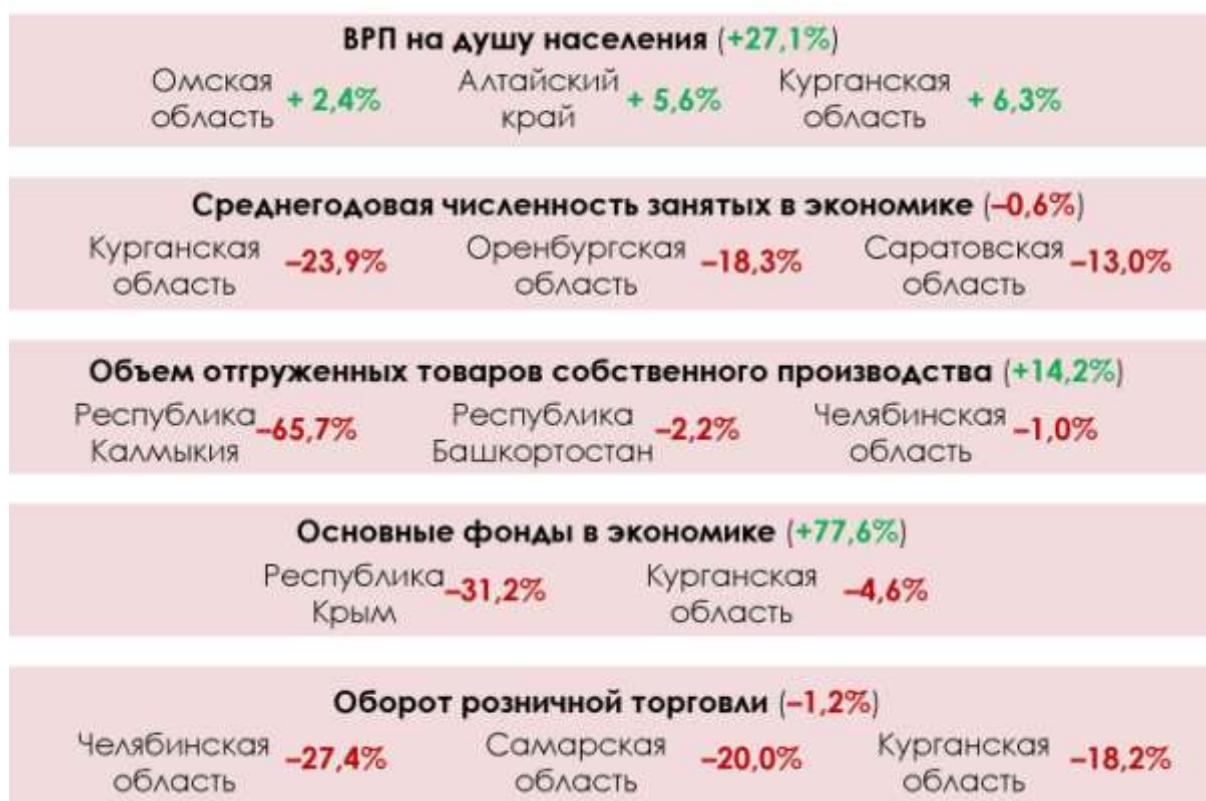 ВРП на душу населения (+27,1%)
Омская область + 2,4% Алтайский край + 5,6% Курганская область + 6,3%
Среднегодовая численность занятых в экономике (–0,6%)
Курганская область –23,9% Оренбургская область –18,3% Саратовская область –13,0%
Объем отгруженных товаров собственного производства (+14,2%)
Республика Калмыкия –65,7% Республика Башкортостан –2,2% Челябинская область –1,0%
Основные фонды в экономике (+77,6%)
Республика Крым –31,2% Курганская область –4,6%
Оборот розничной торговли (–1,2%)
Челябинская область –27,4% Самарская область –20,0% Курганская область –18,2%